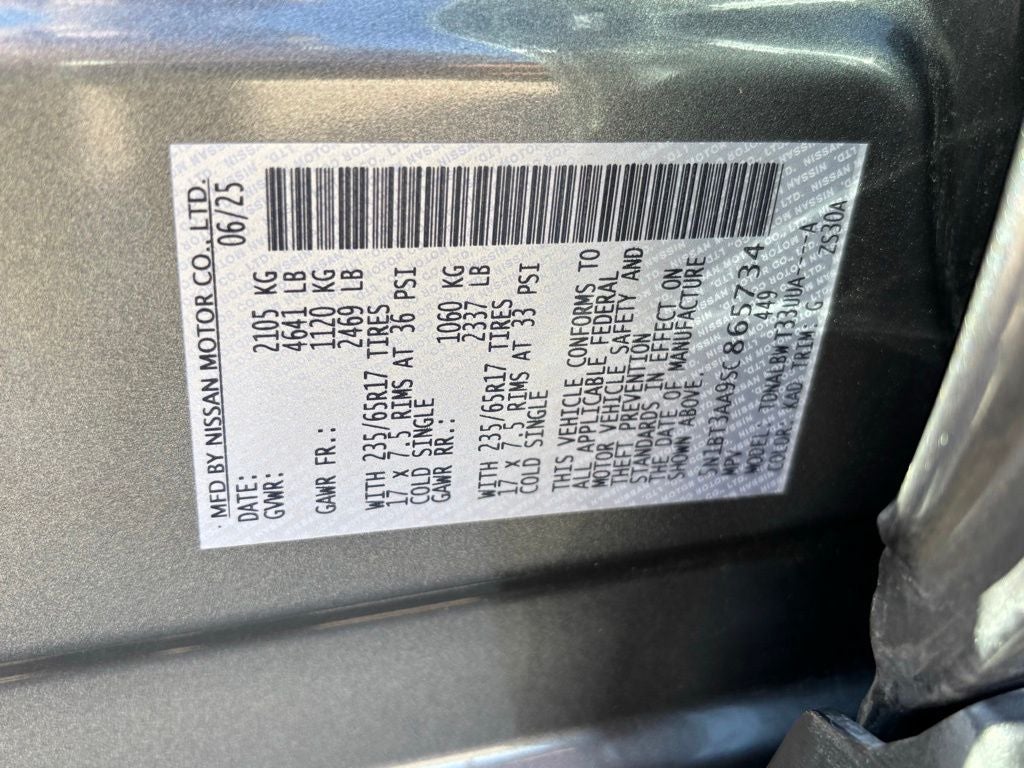 MFD BY NISSAN MOTOR CO., LTD.
DATE: 06/25
GVWR: 2105 KG
4641 LB
GAWR FR.: 1120 KG
2469 LB
WITH 235/65R17 TIRES
17 X 7.5 RIMS AT 36 PSI
COLD SINGLE
GAWR RR.: 1060 KG
2337 LB
WITH 235/65R17 TIRES
17 X 7.5 RIMS AT 33 PSI
COLD SINGLE
THIS VEHICLE CONFORMS TO
ALL APPLICABLE FEDERAL
MOTOR VEHICLE SAFETY AND
THEFT PREVENTION
STANDARDS IN EFFECT ON
THE DATE OF MANUFACTURE
SHOWN ABOVE.
5N1BT3AA9SC865734
MPV 449
MODEL TDNALBWT33UUA----A
COLOR: KAD TRIM: G ZS30A